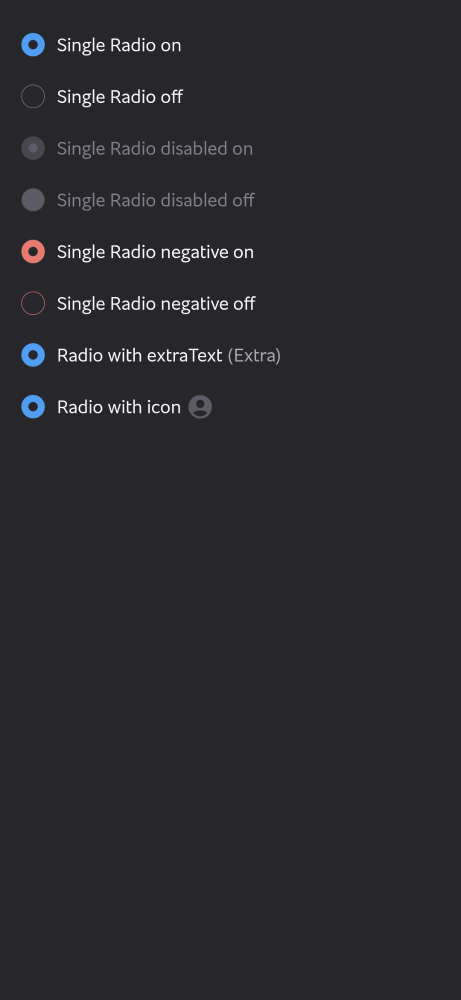 Single Radio on
Single Radio off
Single Radio disabled on
Single Radio disabled off
Single Radio negative on
Single Radio negative off
Radio with extraText (Extra)
Radio with icon